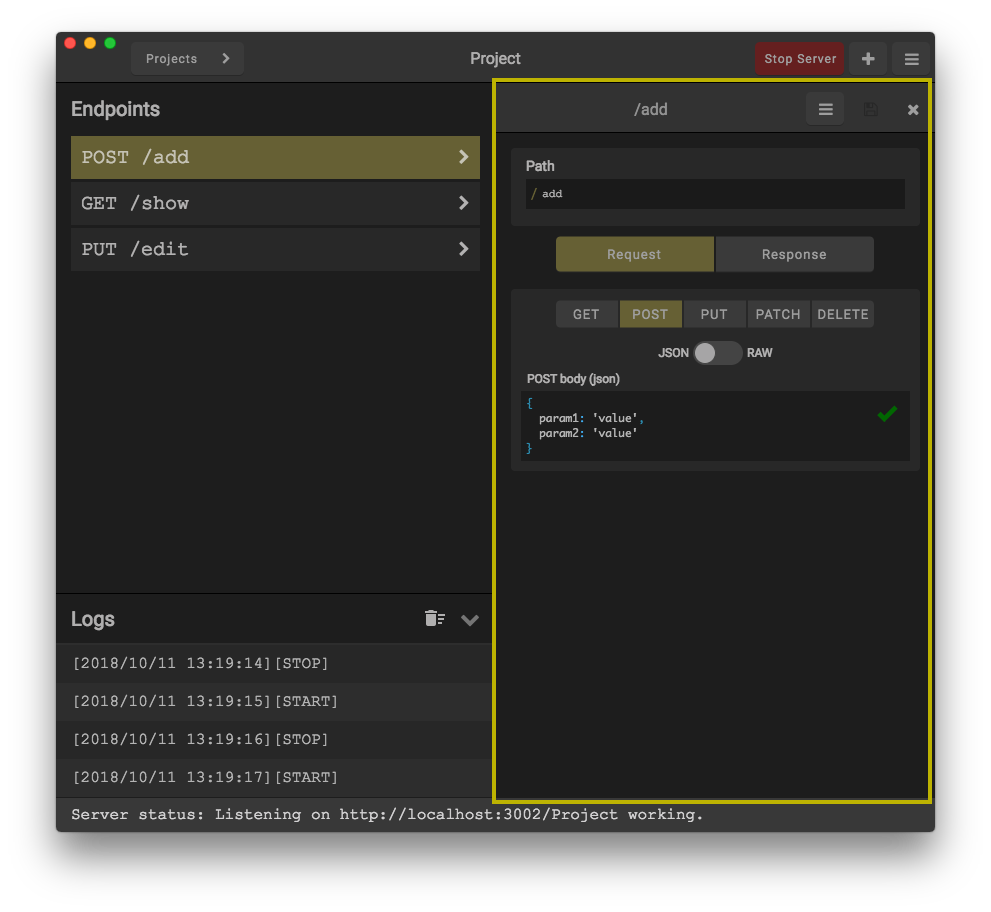 Projects
Project
Stop Server
Endpoints
POST /add
GET /show
PUT /edit
/add
Path
/ add
Request Response
GET POST PUT PATCH DELETE
JSON RAW
POST body (json)
{
param1: 'value',
param2: 'value'
}
Logs
[2018/10/11 13:19:14][STOP]
[2018/10/11 13:19:15][START]
[2018/10/11 13:19:16][STOP]
[2018/10/11 13:19:17][START]
Server status: Listening on http://localhost:3002/Project working.